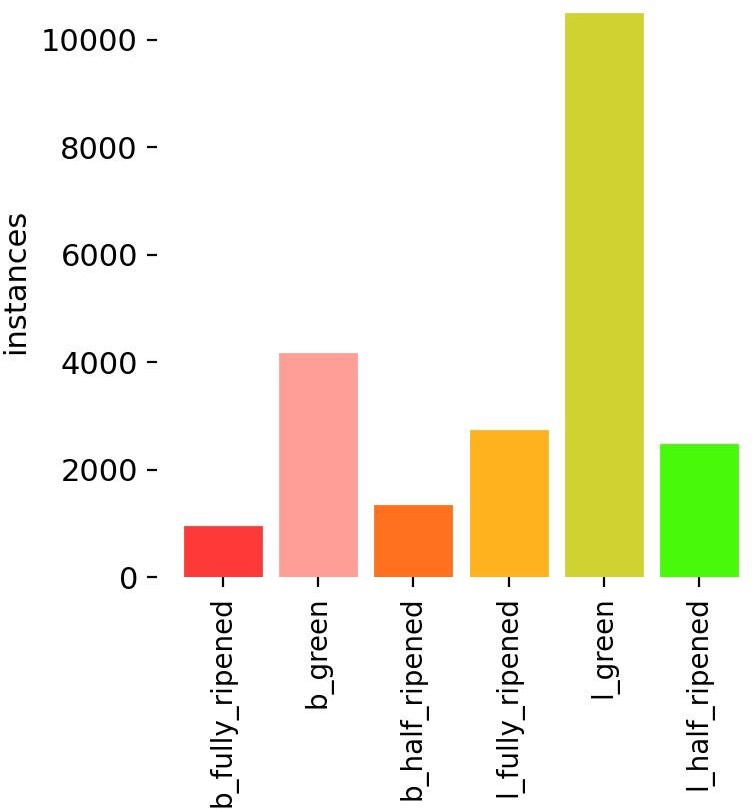 10000
8000
6000
4000
2000
0
instances
b_fully_ripened
b_green
b_half_ripened
l_fully_ripened
l_green
l_half_ripened